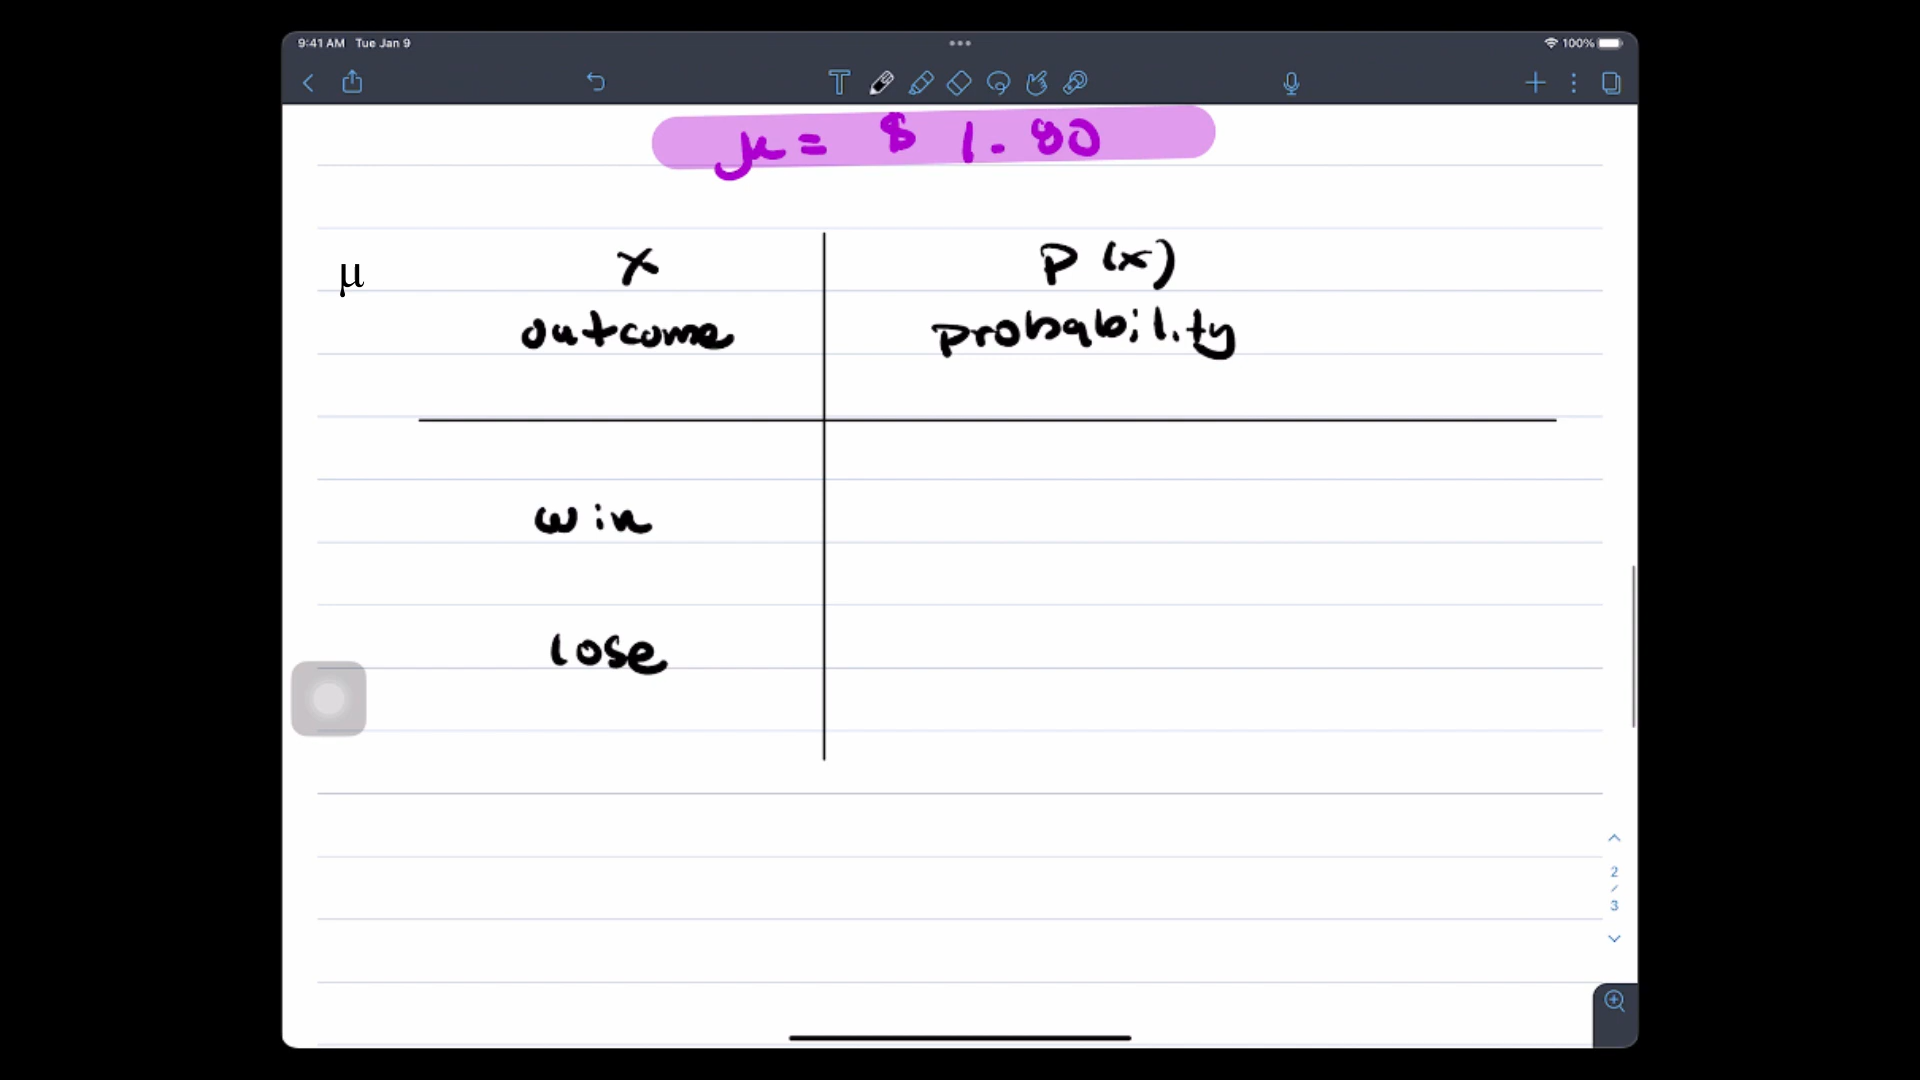 9:41 AM Tue Jan 9
100%
μ = $ 1.80
μ x P(x)
outcome probability
win
lose
2
/
3